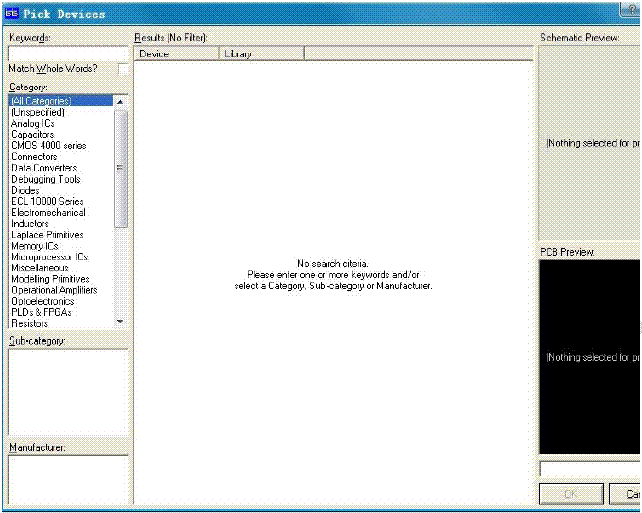 ISIS Pick Devices
?
Keywords:
Match Whole Words?
Category:
(All Categories)
(Unspecified)
Analog ICs
Capacitors
CMOS 4000 series
Connectors
Data Converters
Debugging Tools
Diodes
ECL 10000 Series
Electromechanical
Inductors
Laplace Primitives
Memory ICs
Microprocessor ICs
Miscellaneous
Modelling Primitives
Operational Amplifiers
Optoelectronics
PLDs & FPGAs
Resistors
Sub-category:
Manufacturer:
Results (No Filter):
Device Library
No search criteria.
Please enter one or more keywords and/or
select a Category, Sub-category or Manufacturer.
Schematic Preview:
(Nothing selected for pr
PCB Preview:
(Nothing selected for pr
OK Ca